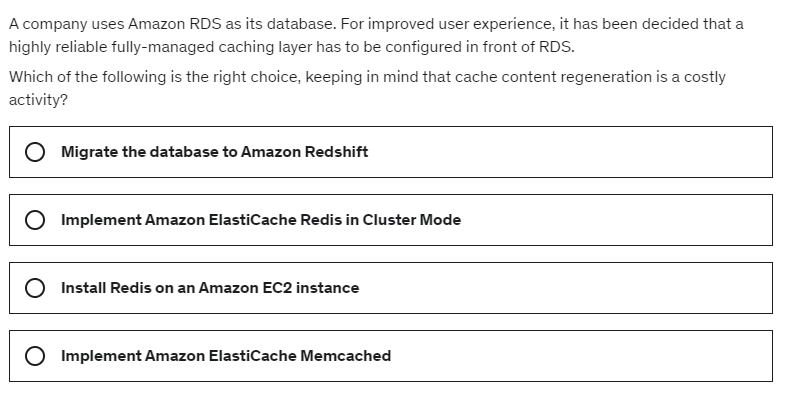 A company uses Amazon RDS as its database. For improved user experience, it has been decided that a
highly reliable fully-managed caching layer has to be configured in front of RDS.
Which of the following is the right choice, keeping in mind that cache content regeneration is a costly
activity?
Migrate the database to Amazon Redshift
Implement Amazon ElastiCache Redis in Cluster Mode
Install Redis on an Amazon EC2 instance
Implement Amazon ElastiCache Memcached